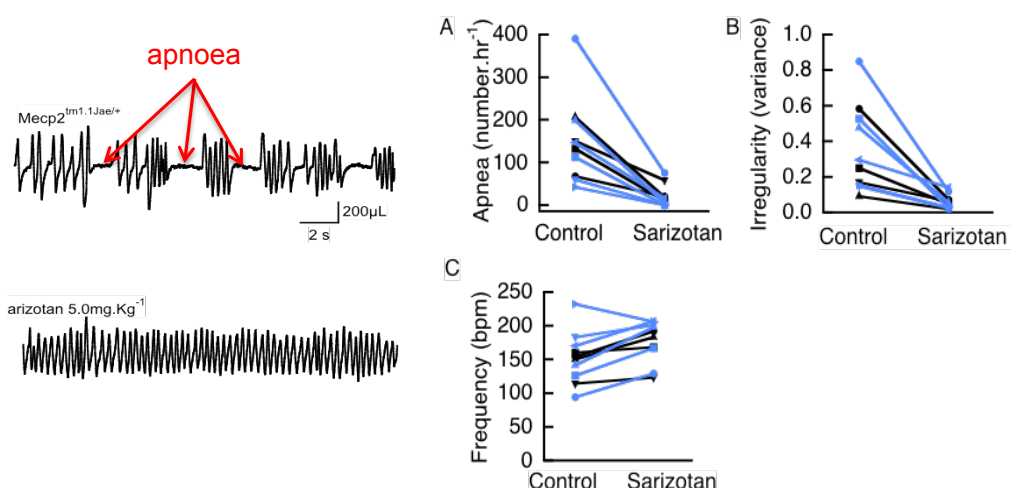 apnoea
Mecp2^tm1.1Jae/+
200µL
2 s
arizotan 5.0mg.Kg^-1
A
Apnea (number.hr^-1)
400
300
200
100
0
Control Sarizotan
B
Irregularity (variance)
1.0
0.8
0.6
0.4
0.2
0.0
Control Sarizotan
C
Frequency (bpm)
250
200
150
100
50
0
Control Sarizotan